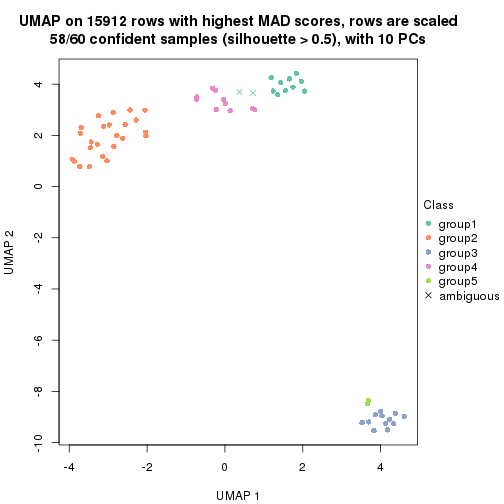 UMAP on 15912 rows with highest MAD scores, rows are scaled
58/60 confident samples (silhouette > 0.5), with 10 PCs
4
2
0
-2
-4
-6
-8
-10
UMAP 2
-4
-2
0
2
4
UMAP 1
Class
group1
group2
group3
group4
group5
ambiguous